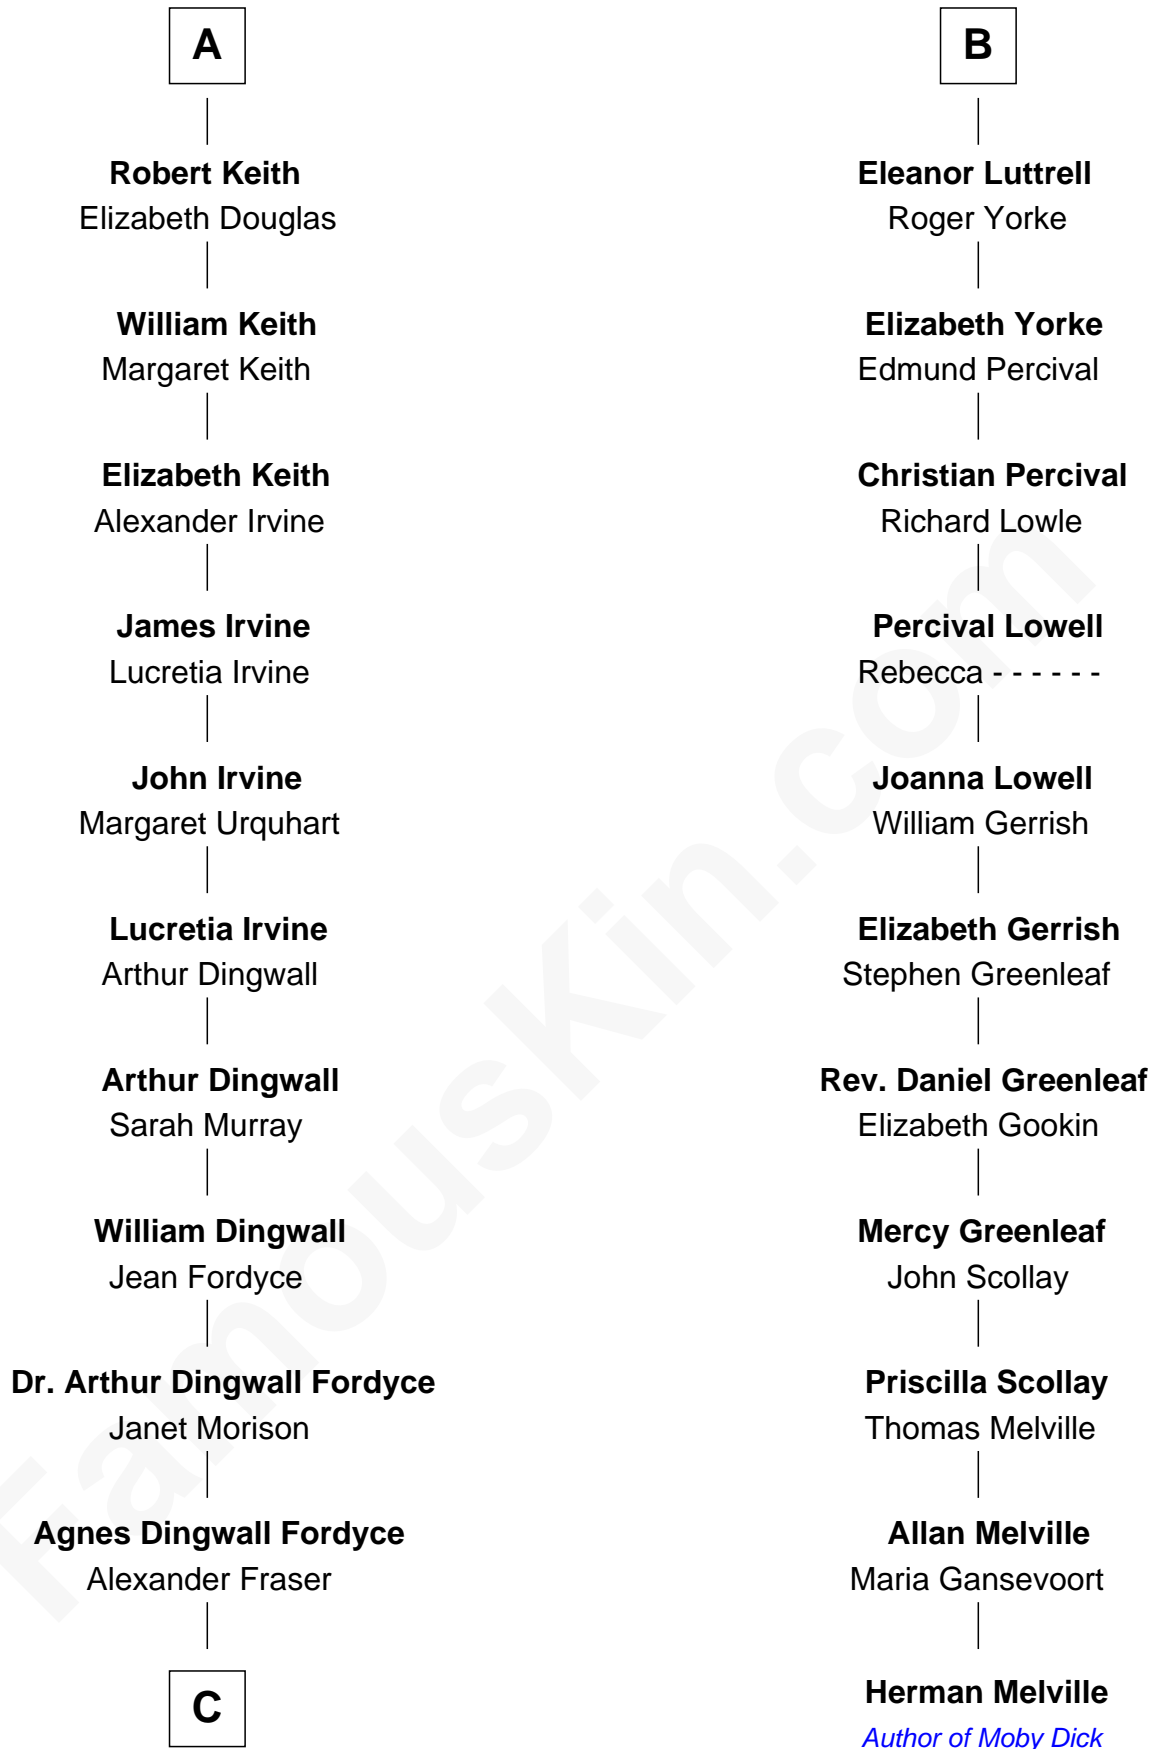 A
Robert Keith
Elizabeth Douglas
William Keith
Margaret Keith
Elizabeth Keith
Alexander Irvine
James Irvine
Lucretia Irvine
John Irvine
Margaret Urquhart
Lucretia Irvine
Arthur Dingwall
Arthur Dingwall
Sarah Murray
William Dingwall
Jean Fordyce
Dr. Arthur Dingwall Fordyce
Janet Morison
Agnes Dingwall Fordyce
Alexander Fraser
C
B
Eleanor Luttrell
Roger Yorke
Elizabeth Yorke
Edmund Percival
Christian Percival
Richard Lowle
Percival Lowell
Rebecca - - - - - -
Joanna Lowell
William Gerrish
Elizabeth Gerrish
Stephen Greenleaf
Rev. Daniel Greenleaf
Elizabeth Gookin
Mercy Greenleaf
John Scollay
Priscilla Scollay
Thomas Melville
Allan Melville
Maria Gansevoort
Herman Melville
Author of Moby Dick
FamousKin.com